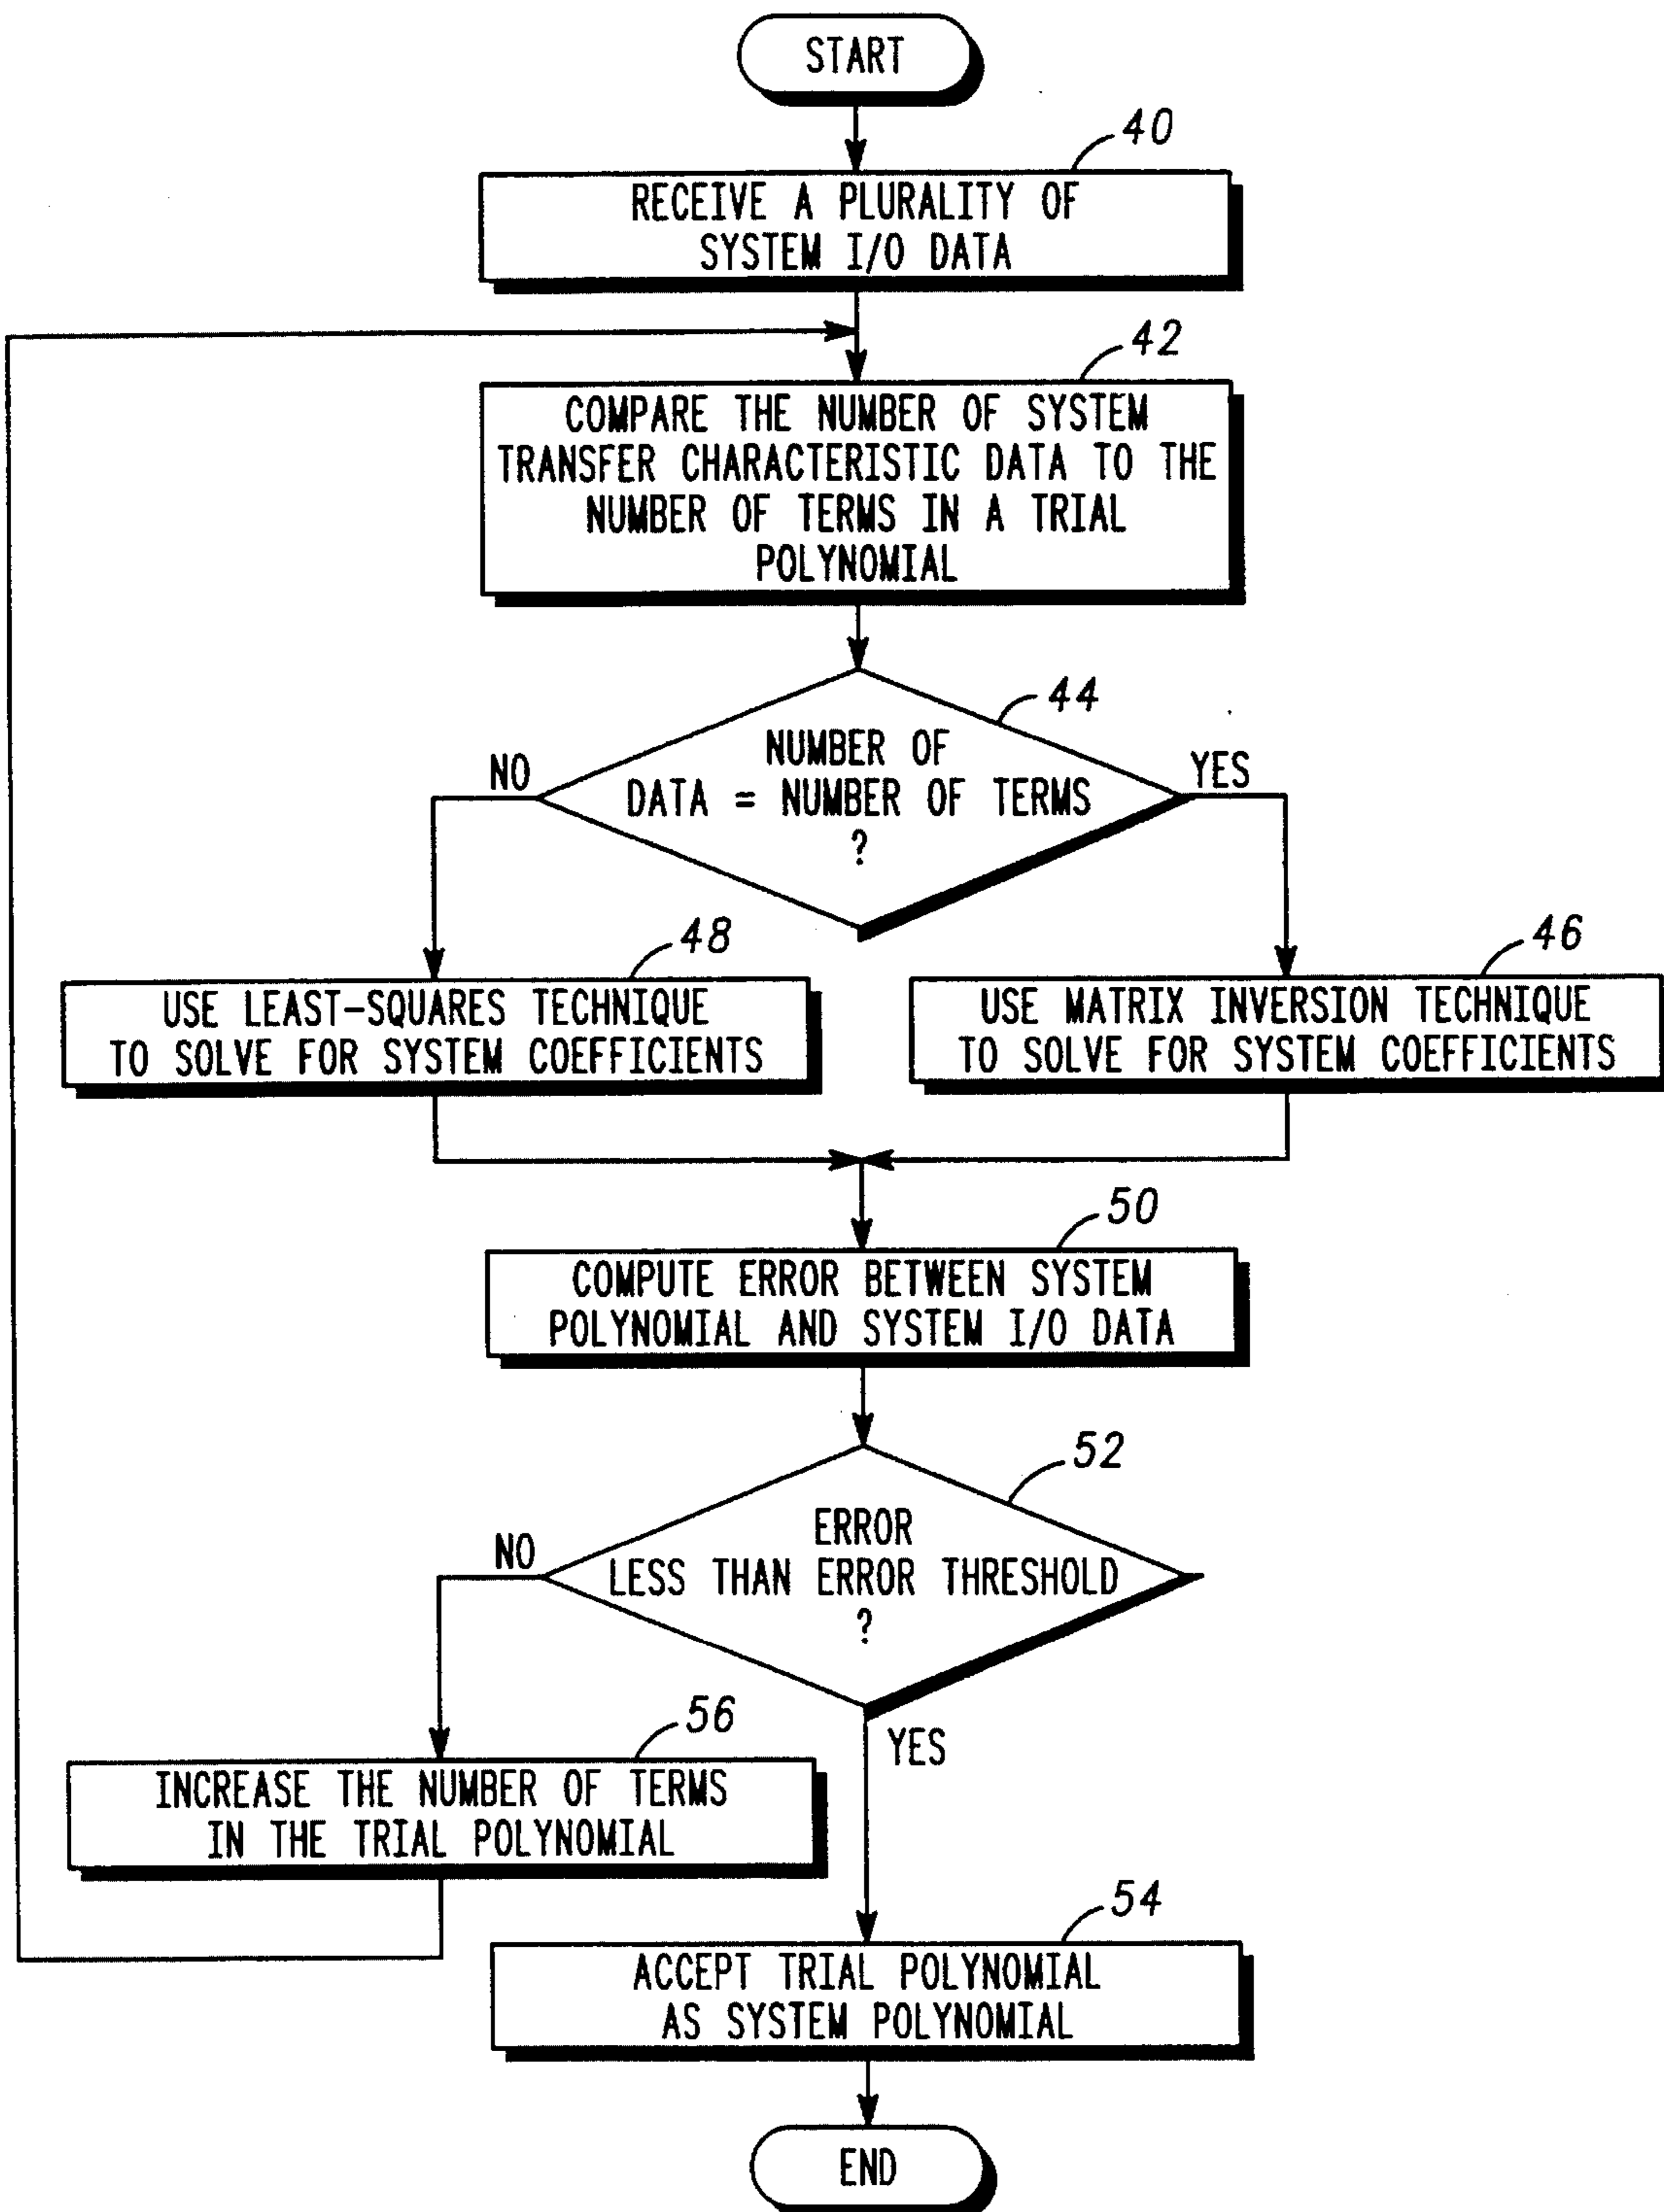 START
40
RECEIVE A PLURALITY OF
SYSTEM I/O DATA
42
COMPARE THE NUMBER OF SYSTEM
TRANSFER CHARACTERISTIC DATA TO THE
NUMBER OF TERMS IN A TRIAL
POLYNOMIAL
44
NUMBER OF
DATA = NUMBER OF TERMS
?
NO
YES
48
USE LEAST-SQUARES TECHNIQUE
TO SOLVE FOR SYSTEM COEFFICIENTS
46
USE MATRIX INVERSION TECHNIQUE
TO SOLVE FOR SYSTEM COEFFICIENTS
50
COMPUTE ERROR BETWEEN SYSTEM
POLYNOMIAL AND SYSTEM I/O DATA
52
ERROR
LESS THAN ERROR THRESHOLD
?
NO
YES
56
INCREASE THE NUMBER OF TERMS
IN THE TRIAL POLYNOMIAL
54
ACCEPT TRIAL POLYNOMIAL
AS SYSTEM POLYNOMIAL
END